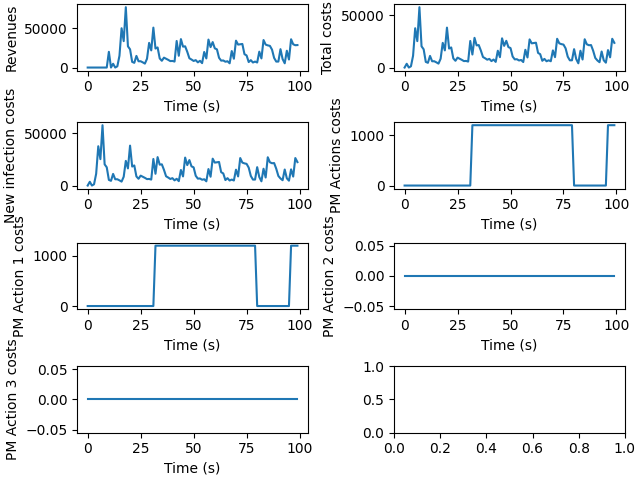 Revenues
50000
0
0 25 50 75 100
Time (s)
Total costs
50000
0
0 25 50 75 100
Time (s)
New infection costs
50000
0
0 25 50 75 100
Time (s)
PM Actions costs
1000
0
0 25 50 75 100
Time (s)
PM Action 1 costs
1000
0
0 25 50 75 100
Time (s)
PM Action 2 costs
0.05
0.00
−0.05
0 25 50 75 100
Time (s)
PM Action 3 costs
0.05
0.00
−0.05
0 25 50 75 100
Time (s)
1.0
0.5
0.0
0.0 0.2 0.4 0.6 0.8 1.0